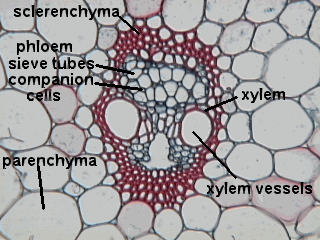 sclerenchyma
phloem
sieve tubes
companion
cells
xylem
parenchyma
xylem vessels